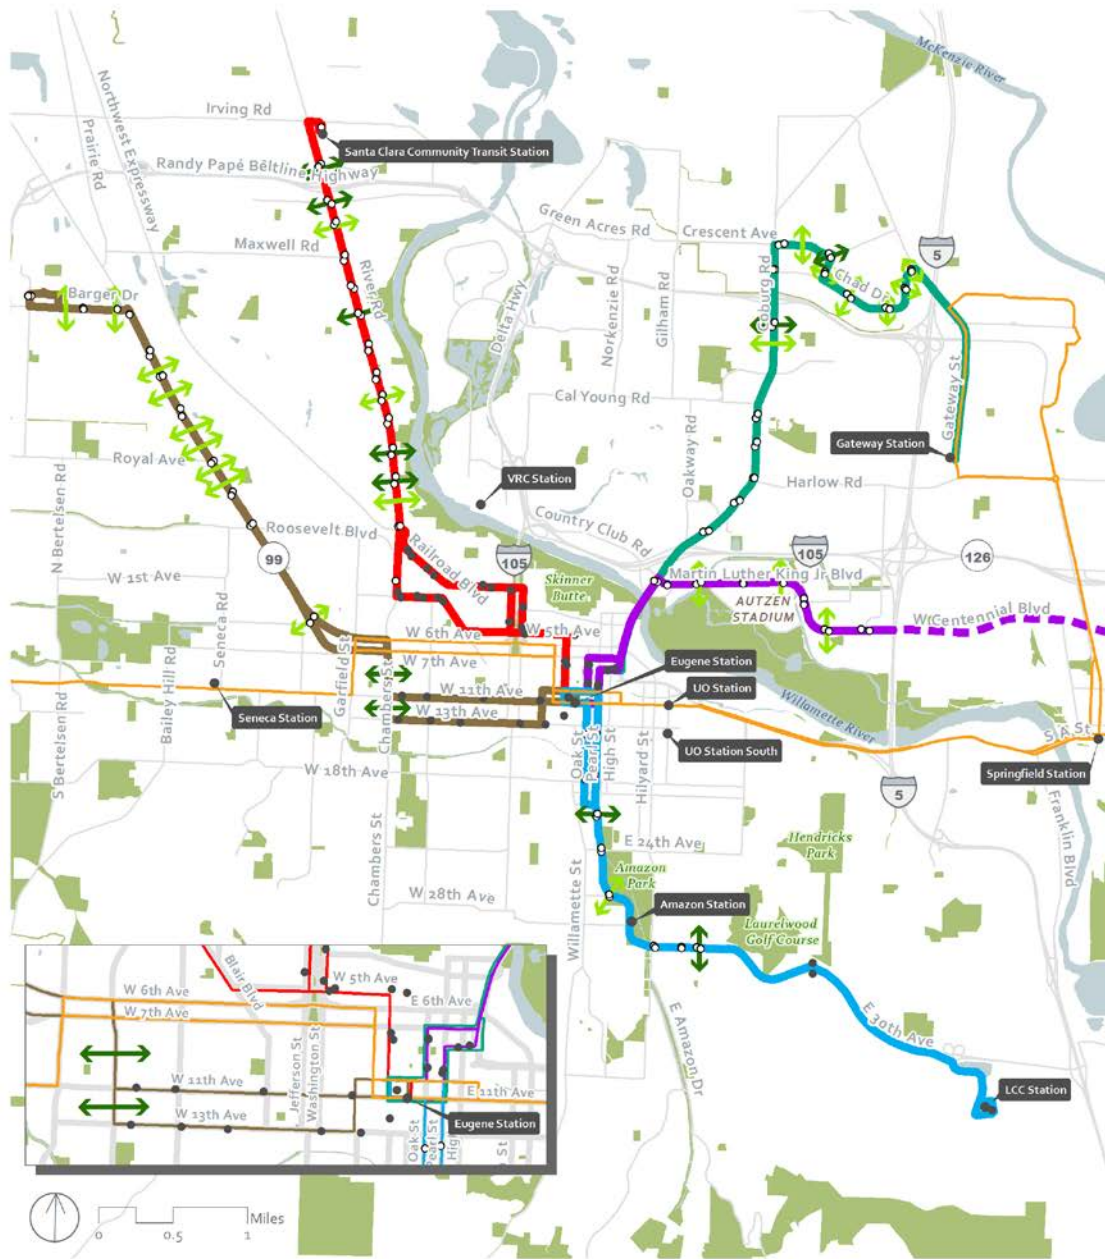 McKenzie River
Irving Rd
Northwest Expressway
Prairie Rd
Santa Clara Community Transit Station
Randy Papé Beltline Highway
Green Acres Rd
Crescent Ave
5
Maxwell Rd
River Rd
Delta Hwy
Norkenzie Rd
Gilham Rd
Coburg Rd
Chad Dr
Barger Dr
Gateway St
Cal Young Rd
Oakway Rd
Gateway Station
Royal Ave
N Bertelsen Rd
VRC Station
Harlow Rd
Roosevelt Blvd
Railroad Blvd
Country Club Rd
99
105
105
126
W 1st Ave
Skinner
Butte
Martin Luther King Jr Blvd
AUTZEN
STADIUM
W Centennial Blvd
Seneca Rd
Bailey Hill Rd
Garfield St
W 6th Ave
W 5th Ave
W 7th Ave
Eugene Station
Chambers St
W 11th Ave
UO Station
Seneca Station
W 13th Ave
Willamette River
S A St
S Bertelsen Rd
Oak St
Pearl St
High St
Hilyard St
UO Station South
W 18th Ave
Springfield Station
5
Franklin Blvd
Chambers St
E 24th Ave
Hendricks
Park
Amazon
Park
W 28th Ave
Willamette St
Amazon Station
Laurelwood
Golf Course
E 30th Ave
E Amazon Dr
LCC Station
Blair Blvd
W 5th Ave
W 6th Ave
E 6th Ave
W 7th Ave
Jefferson St
Washington St
W 11th Ave
E 11th Ave
W 13th Ave
Eugene Station
Oak St
Pearl St
High
s St
Miles
0
0.5
1